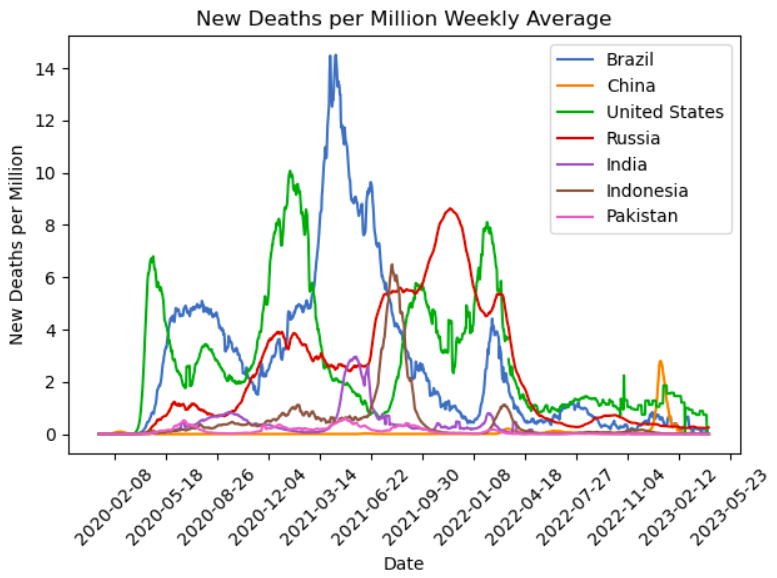 New Deaths per Million Weekly Average
New Deaths per Million
14
12
10
8
6
4
2
0
Brazil
China
United States
Russia
India
Indonesia
Pakistan
2020-02-08
2020-05-18
2020-08-26
2020-12-04
2021-03-14
2021-06-22
2021-09-30
2022-01-08
2022-04-18
2022-07-27
2022-11-04
2023-02-12
2023-05-23
Date